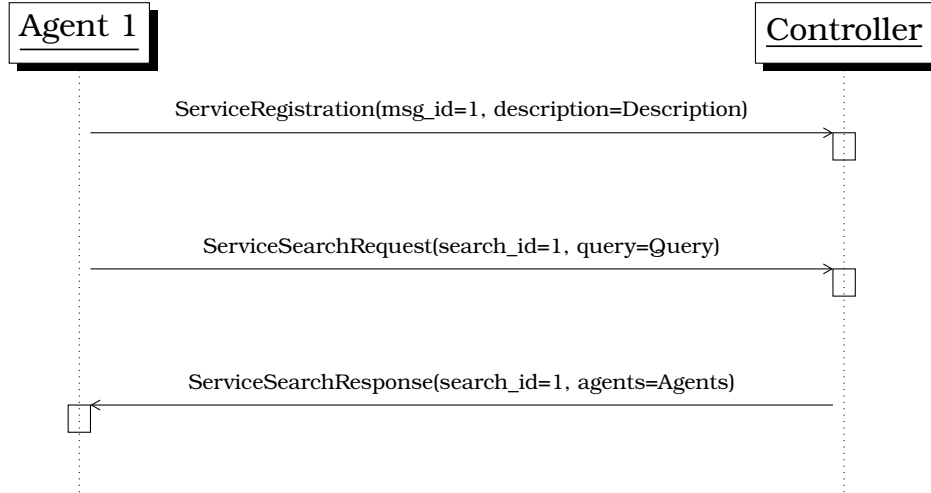 Agent 1
Controller
ServiceRegistration(msg_id=1, description=Description)
ServiceSearchRequest(search_id=1, query=Query)
ServiceSearchResponse(search_id=1, agents=Agents)